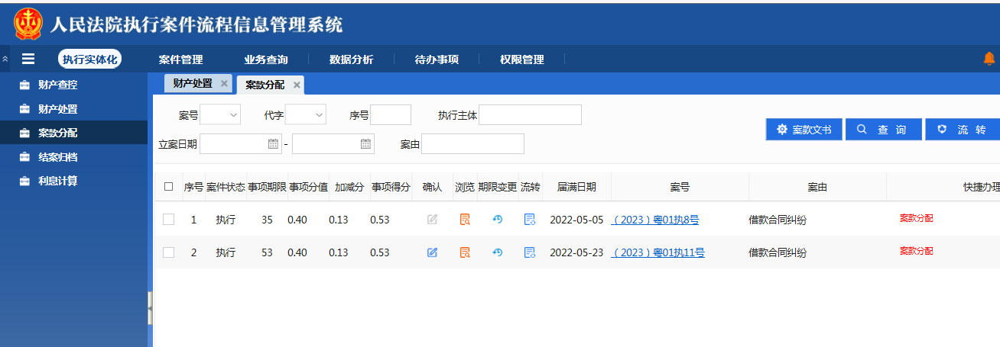 人民法院执行案件流程信息管理系统
执行实体化 案件管理 业务查询 数据分析 待办事项 权限管理
财产查控
财产处置
案款分配
结案归档
利息计算
财产处置 案款分配
案号 代字 序号 执行主体
立案日期 - 案由
案款文书 查 询 流 转
序号 案件状态 事项期限 事项分值 加减分 事项得分 确认 浏览 期限变更 流转 届满日期 案号 案由 快捷办理
1 执行 35 0.40 0.13 0.53 2022-05-05 （2023）粤01执8号 借款合同纠纷 案款分配
2 执行 53 0.40 0.13 0.53 2022-05-23 （2023）粤01执11号 借款合同纠纷 案款分配